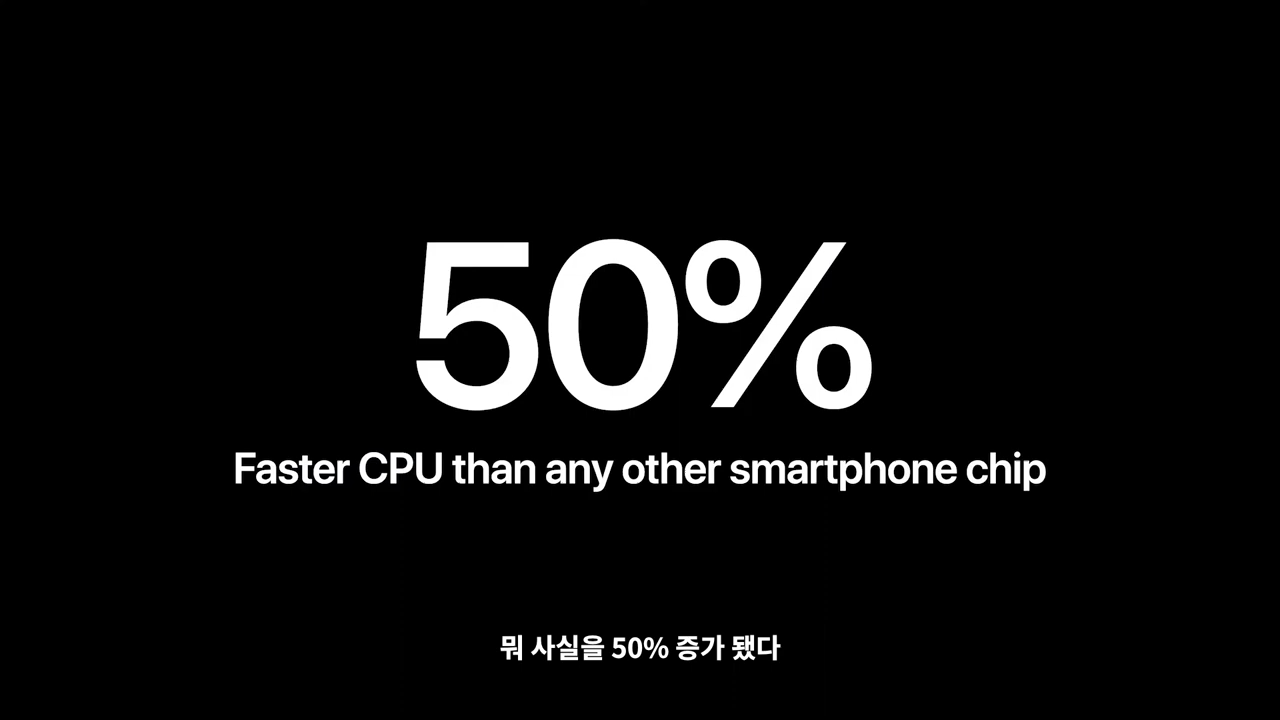 50%
Faster CPU than any other smartphone chip
뭐 사실을 50% 증가 됐다